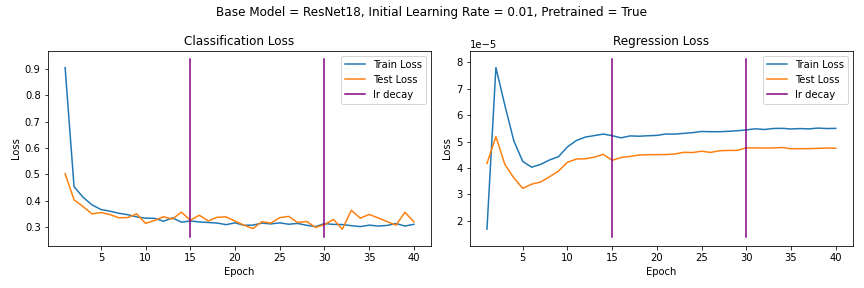 Base Model = ResNet18, Initial Learning Rate = 0.01, Pretrained = True
Classification Loss
Train Loss
Test Loss
lr decay
0.9
0.8
0.7
0.6
0.5
0.4
0.3
Loss
5 10 15 20 25 30 35 40
Epoch
Regression Loss
1e−5
Train Loss
Test Loss
lr decay
8
7
6
5
4
3
2
Loss
5 10 15 20 25 30 35 40
Epoch